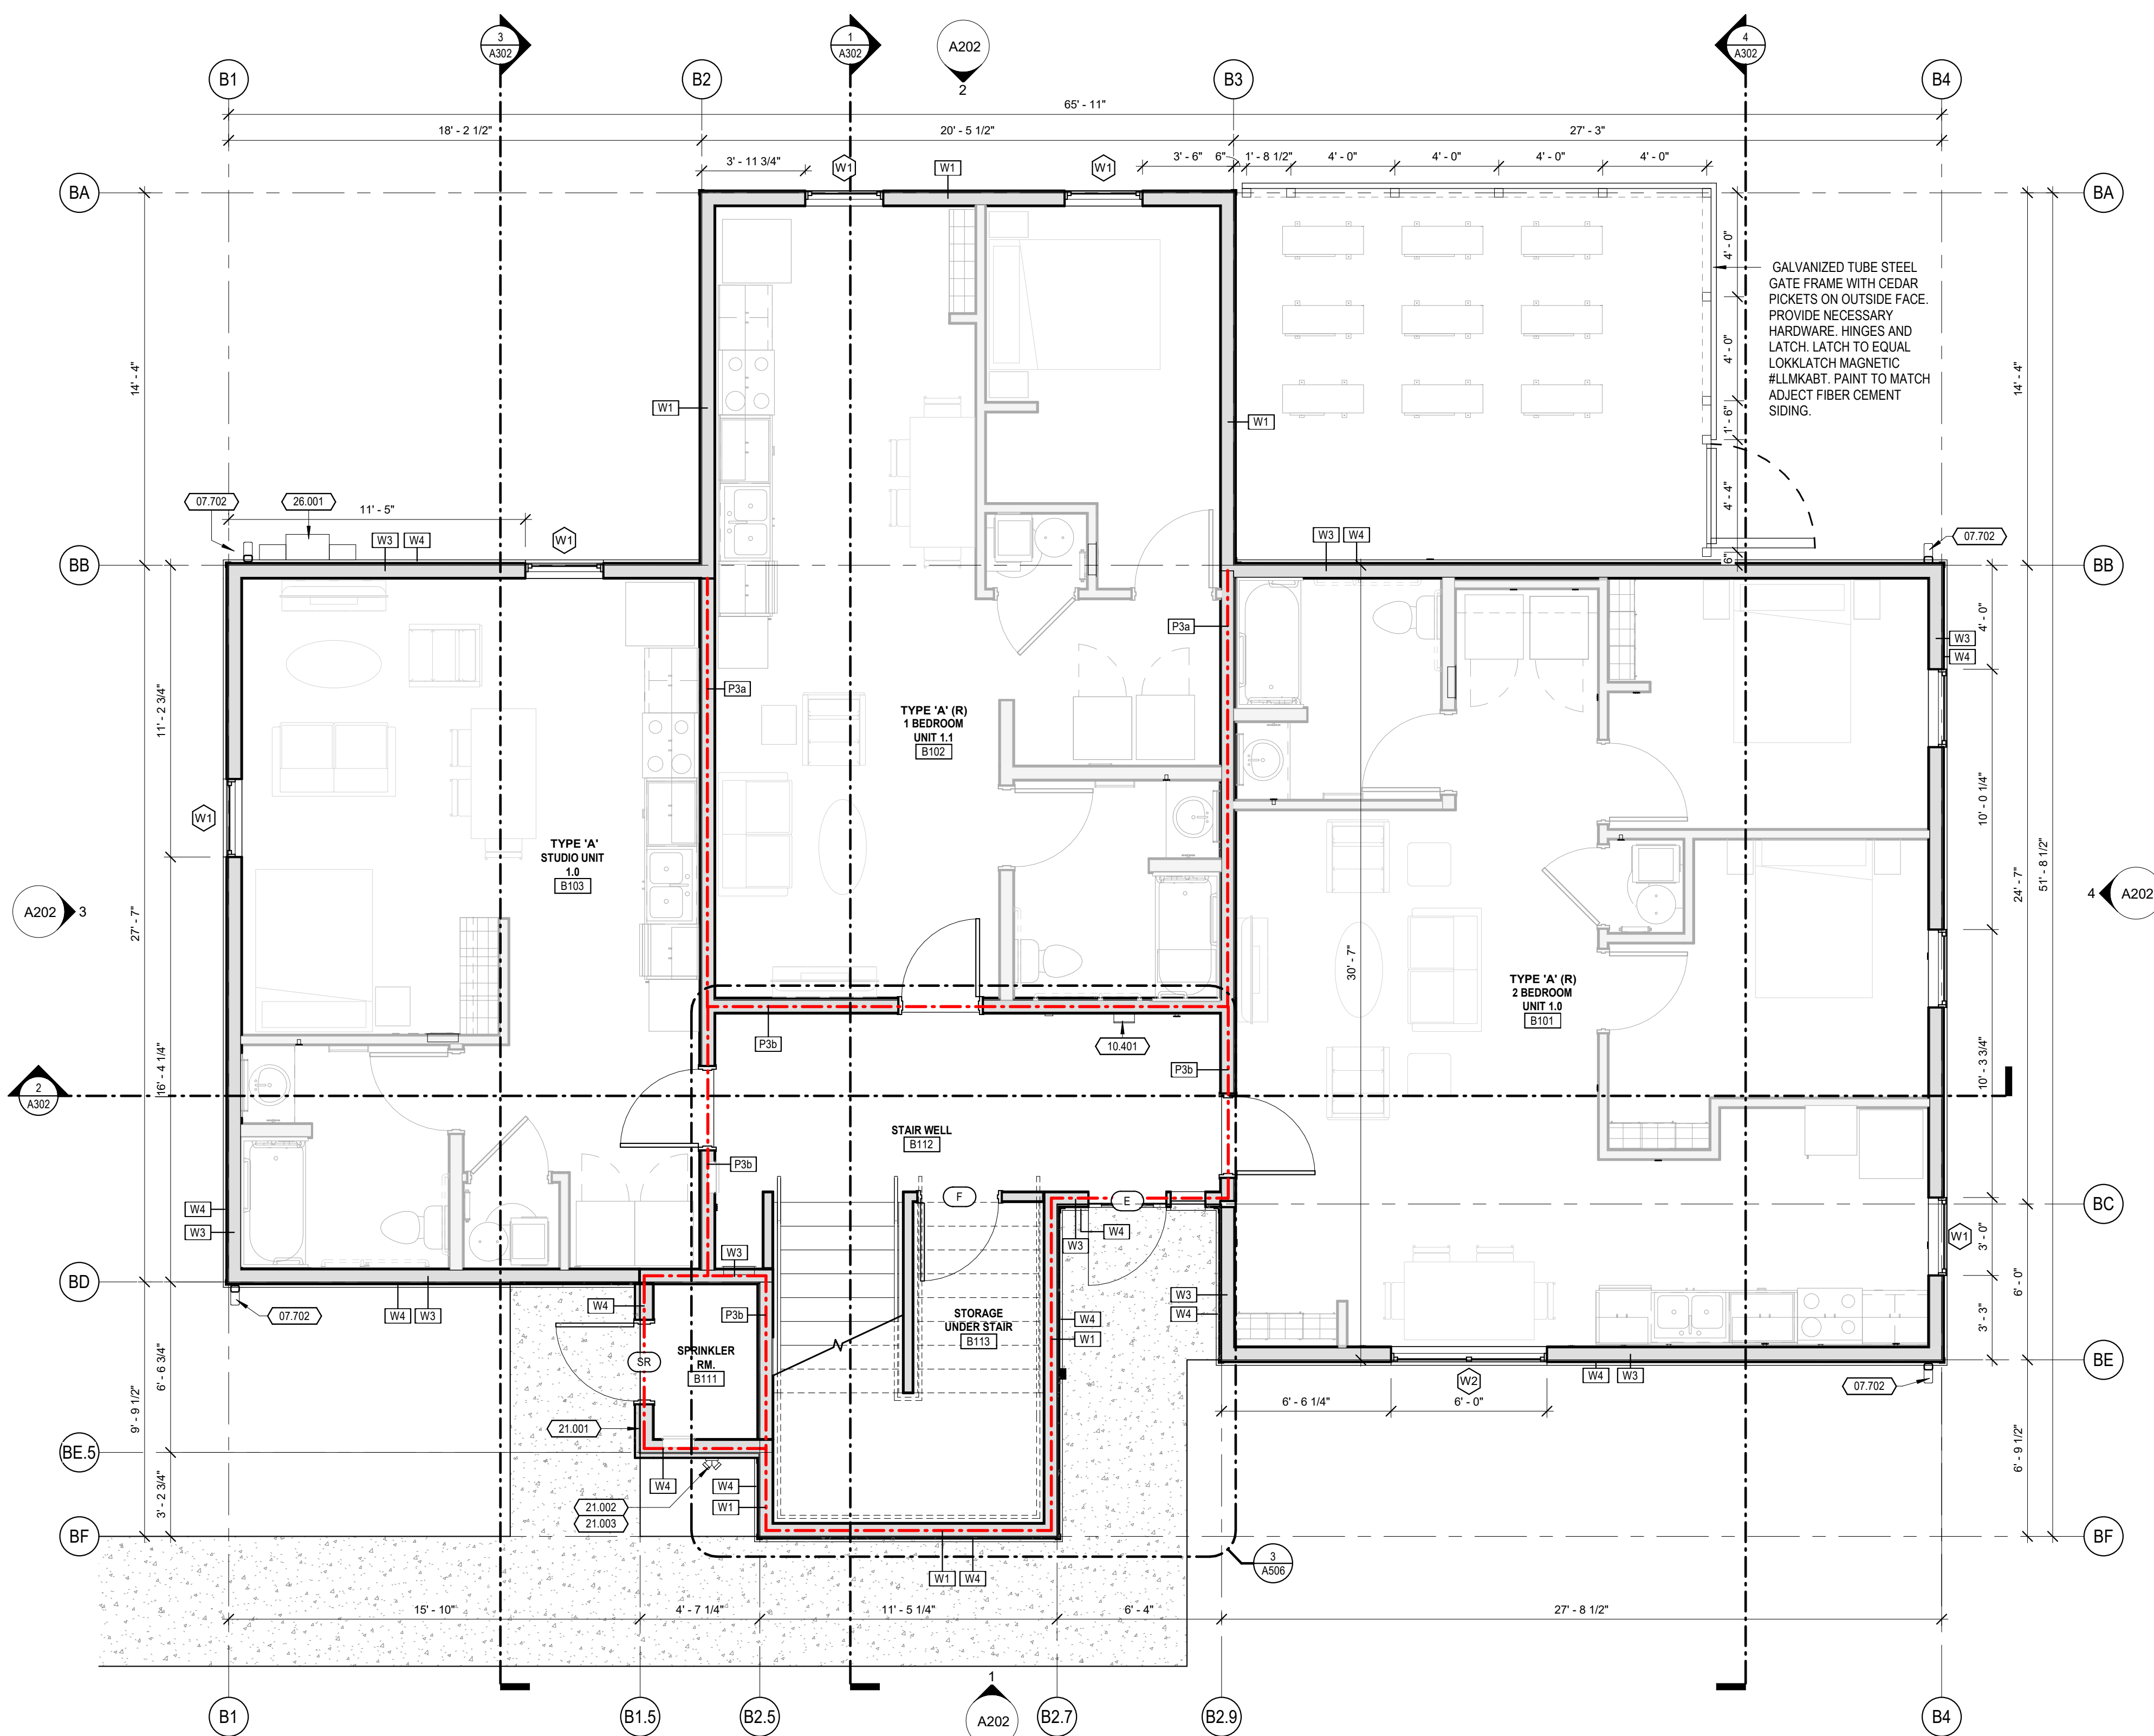 3
A302
1
A302
A202
2
4
A302
B1
B2
B3
B4
65' - 11"
18' - 2 1/2"
20' - 5 1/2"
27' - 3"
3' - 11 3/4"
W1
W1
W1
3' - 6"
6"
1' - 8 1/2"
4' - 0"
4' - 0"
4' - 0"
4' - 0"
BA
BA
14' - 4"
4' - 0"
4' - 0"
1' - 6"
4' - 4"
6"
14' - 4"
GALVANIZED TUBE STEEL
GATE FRAME WITH CEDAR
PICKETS ON OUTSIDE FACE.
PROVIDE NECESSARY
HARDWARE. HINGES AND
LATCH. LATCH TO EQUAL
LOKKLATCH MAGNETIC
#LLMKABT. PAINT TO MATCH
ADJECT FIBER CEMENT
SIDING.
W1
W1
07.702
26.001
11' - 5"
W3
W4
W1
W3
W4
07.702
BB
BB
P3a
P3a
W3
W4
4' - 0"
11' - 2 3/4"
TYPE 'A' (R)
1 BEDROOM
UNIT 1.1
B102
W1
10' - 0 1/4"
TYPE 'A'
STUDIO UNIT
1.0
B103
A202
3
27' - 7"
24' - 7"
51' - 8 1/2"
4
A202
30' - 7"
TYPE 'A' (R)
2 BEDROOM
UNIT 1.0
B101
P3b
10.401
P3b
16' - 4 1/4"
10' - 3 3/4"
2
A302
STAIR WELL
B112
P3b
F
E
W4
W3
W3
W4
BC
3' - 0"
W1
W3
BD
07.702
W4
W3
W4
P3b
STORAGE
UNDER STAIR
B113
W4
W1
W3
W4
6' - 0"
3' - 3"
SR
SPRINKLER
RM.
B111
6' - 6 3/4"
9' - 9 1/2"
W2
W4
W3
07.702
BE
21.001
6' - 6 1/4"
6' - 0"
BE.5
W4
W4
W1
21.002
21.003
3' - 2 3/4"
6' - 9 1/2"
BF
BF
W1
W4
3
A506
15' - 10"
4' - 7 1/4"
11' - 5 1/4"
6' - 4"
27' - 8 1/2"
1
A202
B1
B1.5
B2.5
B2.7
B2.9
B4